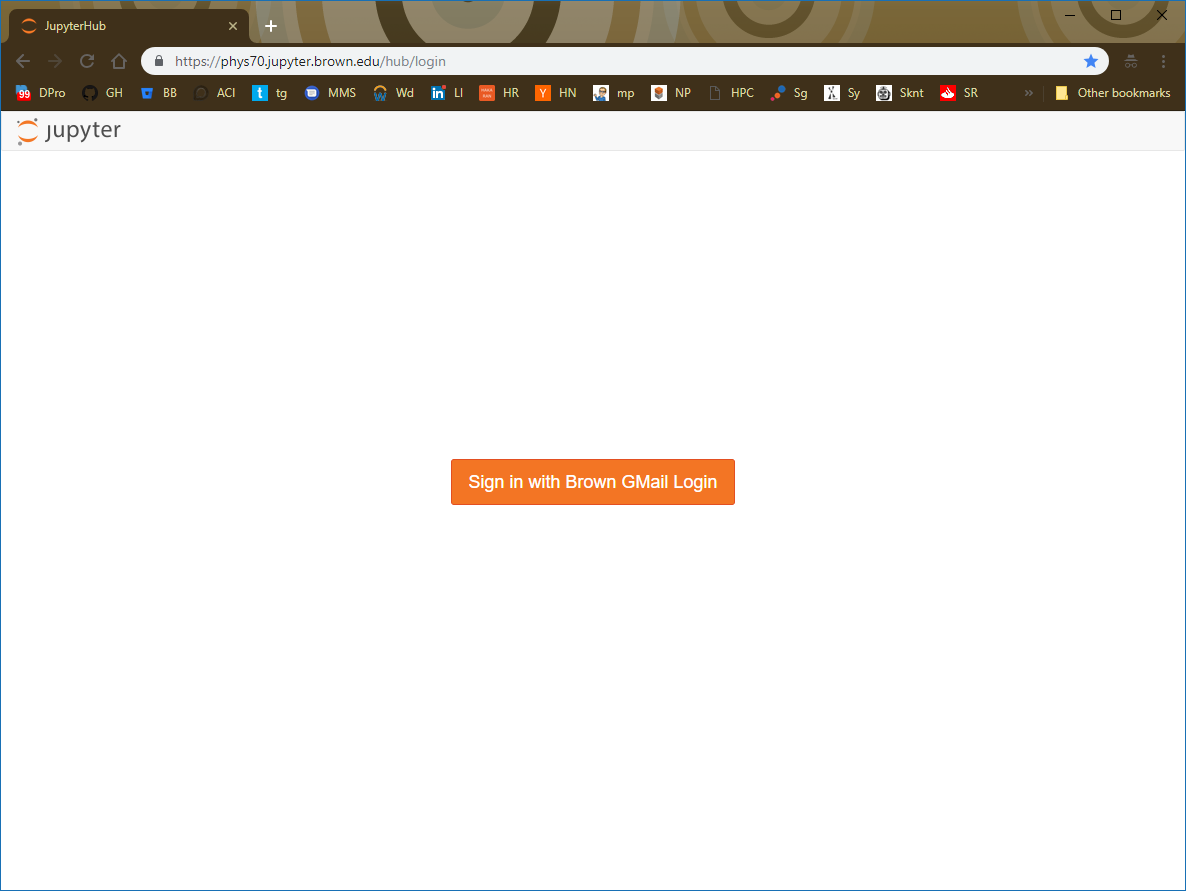 JupyterHub
https://phys70.jupyter.brown.edu/hub/login
99 DPro GH BB ACI t tg MMS Wd in LI HR Y HN mp NP HPC Sg Sy Sknt SR » Other bookmarks
jupyter
Sign in with Brown GMail Login